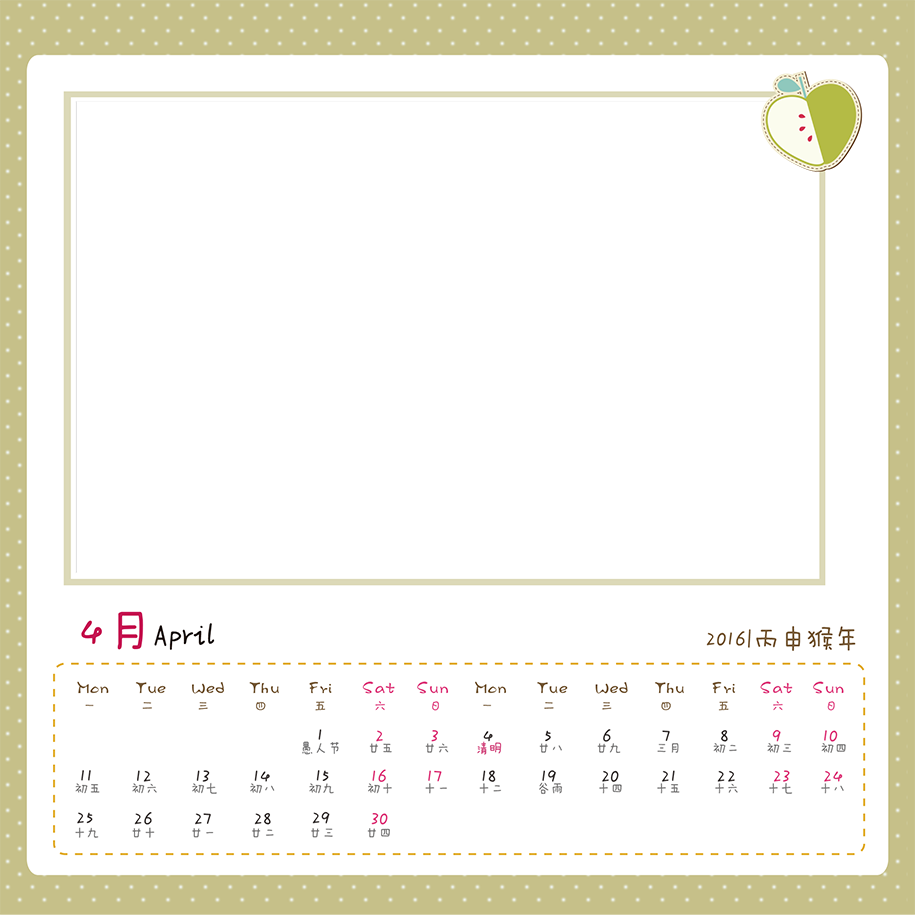 4月 April
2016|丙申猴年
Mon Tue Wed Thu Fri Sat Sun Mon Tue Wed Thu Fri Sat Sun
一 二 三 四 五 六 日 一 二 三 四 五 六 日
1 2 3 4 5 6 7 8 9 10
愚人节 廿五 廿六 清明 廿八 廿九 三月 初二 初三 初四
11 12 13 14 15 16 17 18 19 20 21 22 23 24
初五 初六 初七 初八 初九 初十 十一 十二 谷雨 十四 十五 十六 十七 十八
25 26 27 28 29 30
十九 廿十 廿一 廿二 廿三 廿四